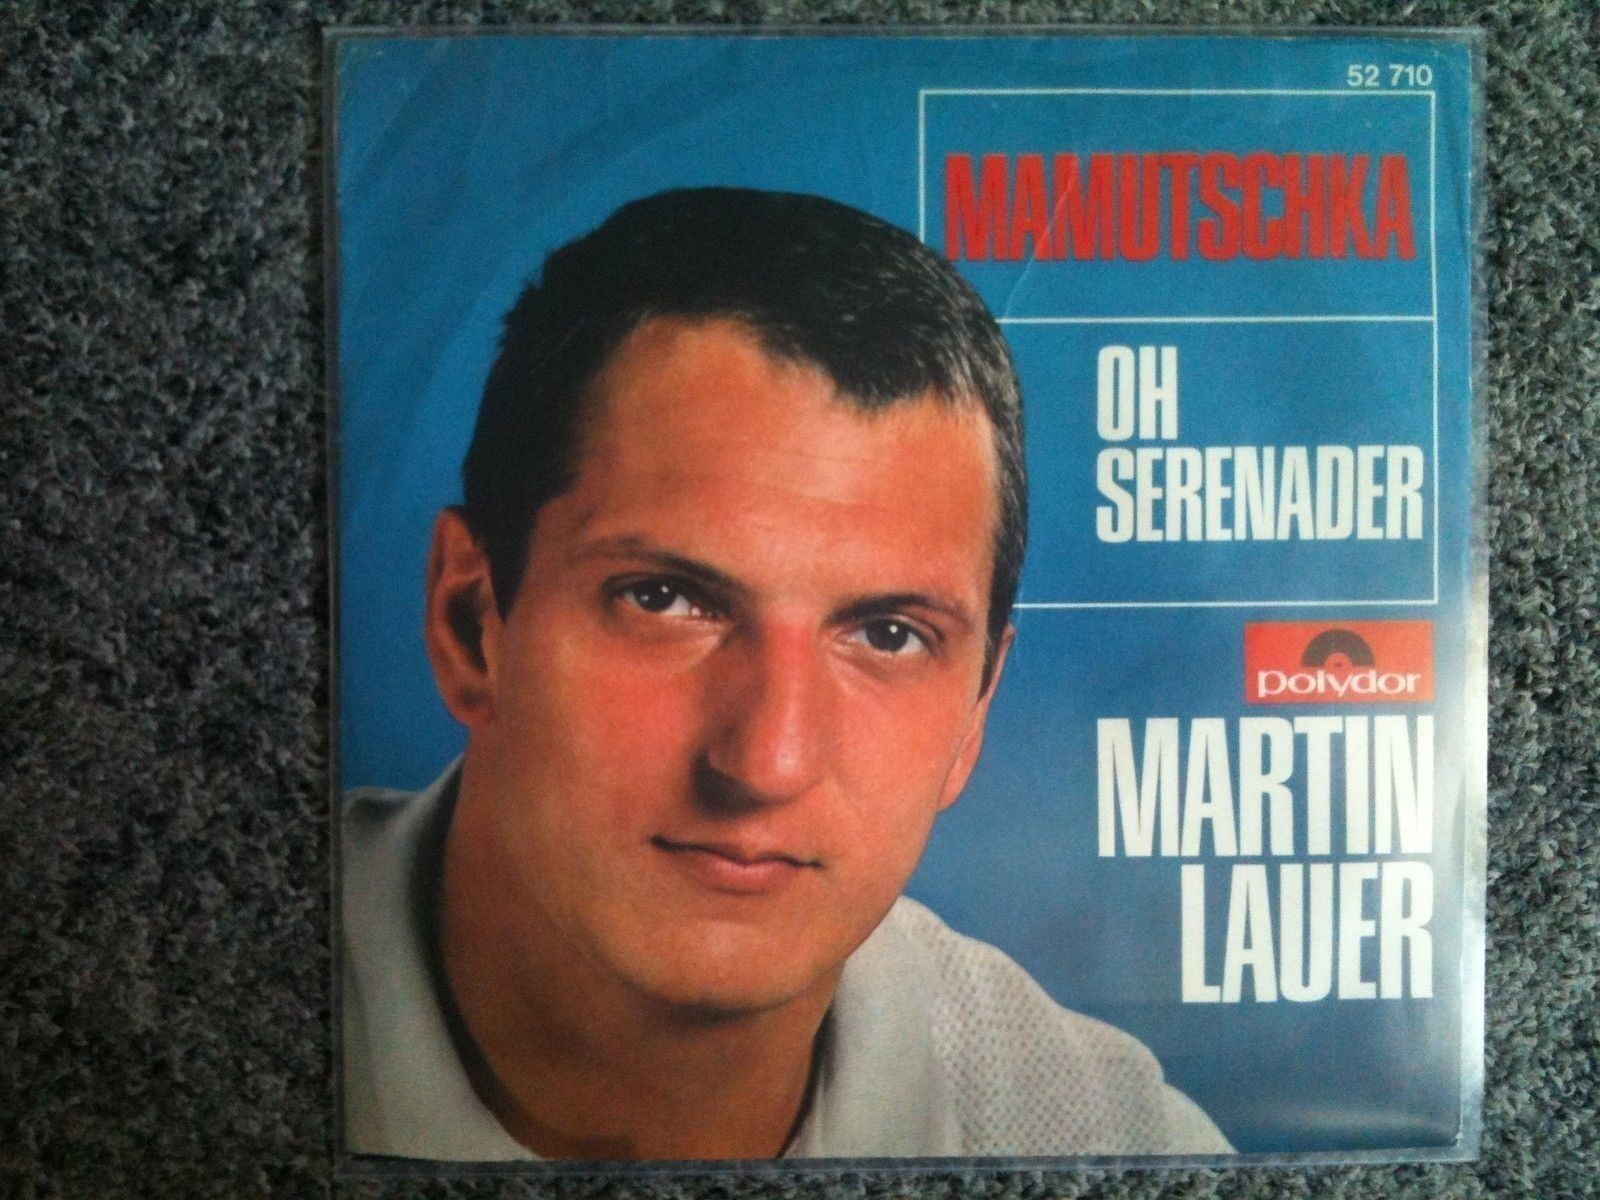 52 710
MAMUTSCHKA
OH
SERENADER
polydor
MARTIN
LAUER